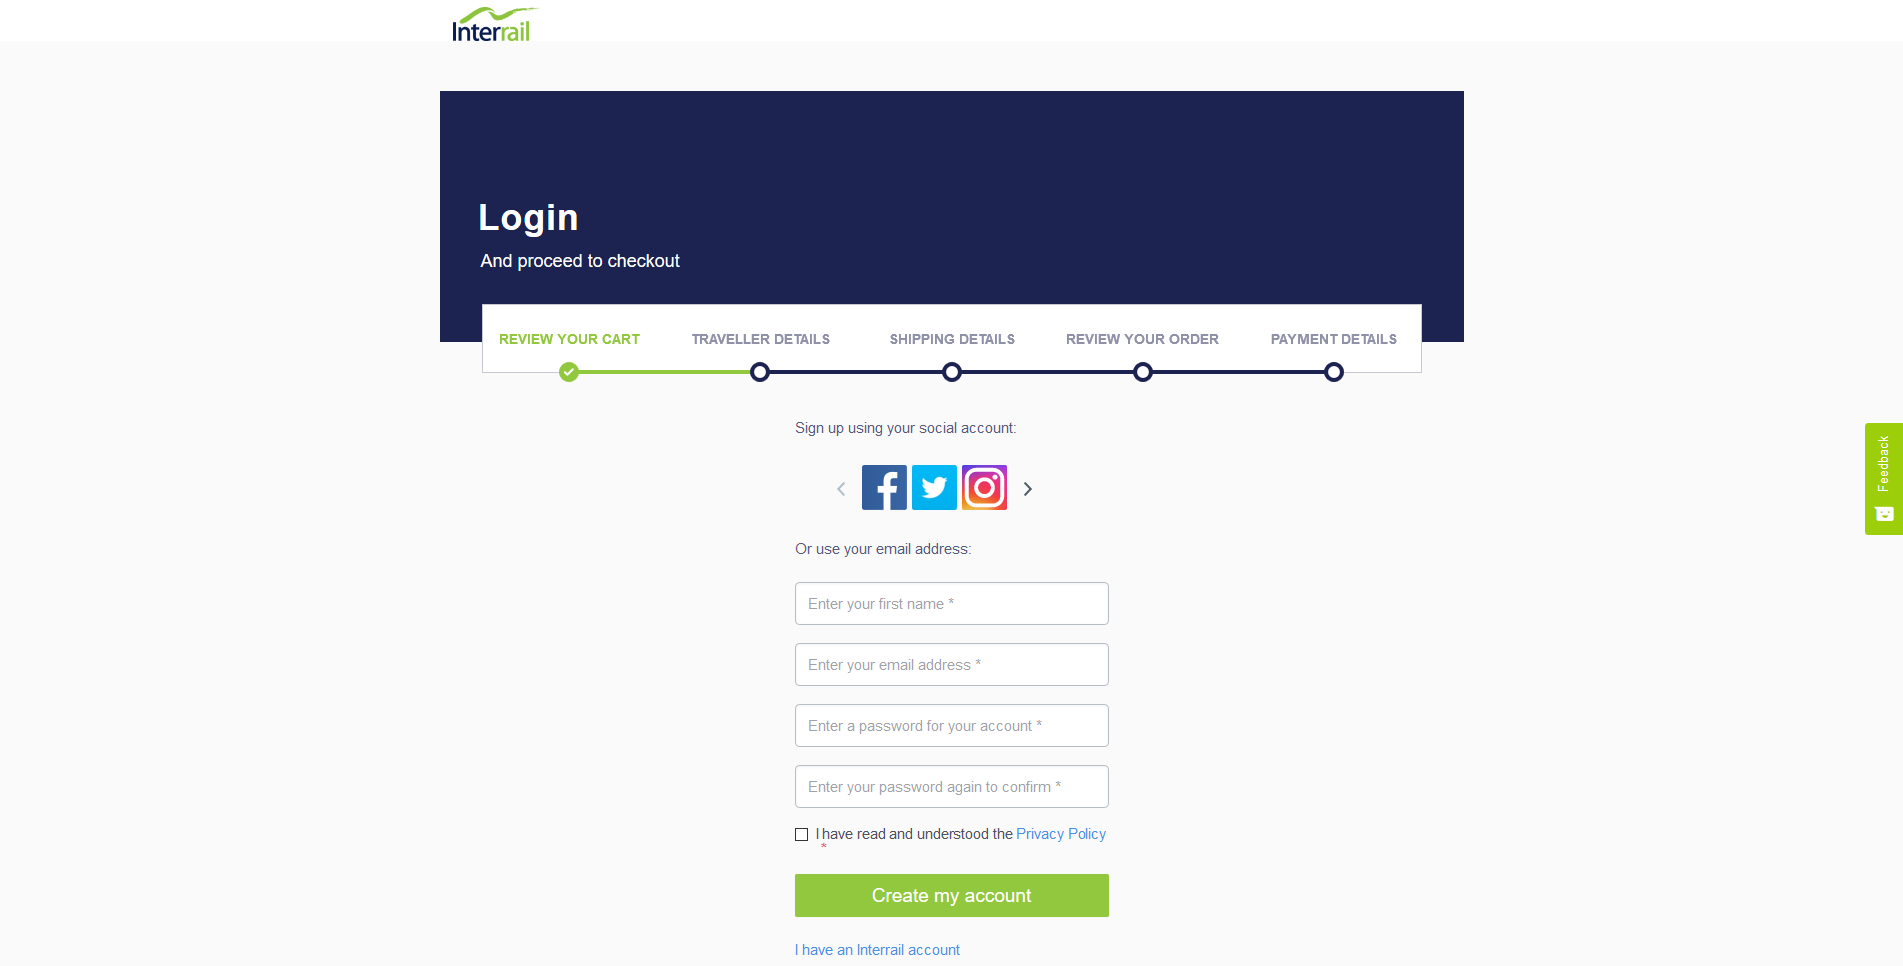 Interrail
Login
And proceed to checkout
REVIEW YOUR CART
TRAVELLER DETAILS
SHIPPING DETAILS
REVIEW YOUR ORDER
PAYMENT DETAILS
Sign up using your social account:
Or use your email address:
Enter your first name *
Enter your email address *
Enter a password for your account *
Enter your password again to confirm *
I have read and understood the Privacy Policy
*
Create my account
I have an Interrail account
Feedback